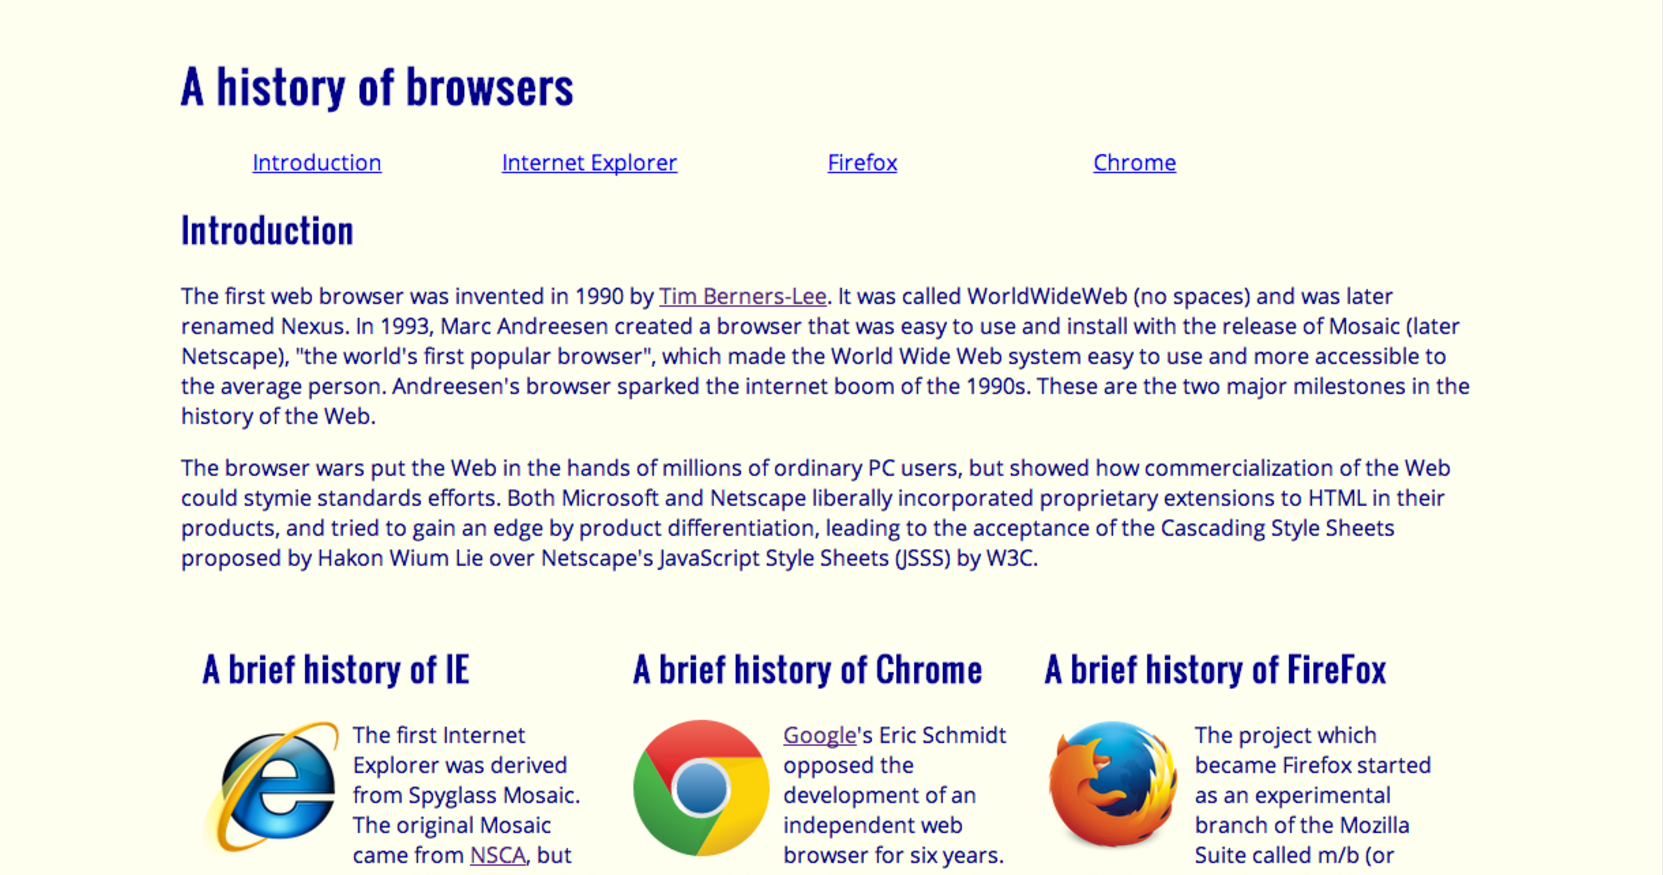 A history of browsers
Introduction Internet Explorer Firefox Chrome
Introduction
The first web browser was invented in 1990 by Tim Berners-Lee. It was called WorldWideWeb (no spaces) and was later
renamed Nexus. In 1993, Marc Andreesen created a browser that was easy to use and install with the release of Mosaic (later
Netscape), "the world's first popular browser", which made the World Wide Web system easy to use and more accessible to
the average person. Andreesen's browser sparked the internet boom of the 1990s. These are the two major milestones in the
history of the Web.
The browser wars put the Web in the hands of millions of ordinary PC users, but showed how commercialization of the Web
could stymie standards efforts. Both Microsoft and Netscape liberally incorporated proprietary extensions to HTML in their
products, and tried to gain an edge by product differentiation, leading to the acceptance of the Cascading Style Sheets
proposed by Hakon Wium Lie over Netscape's JavaScript Style Sheets (JSSS) by W3C.
A brief history of IE
The first Internet
Explorer was derived
from Spyglass Mosaic.
The original Mosaic
came from NSCA, but
A brief history of Chrome
Google's Eric Schmidt
opposed the
development of an
independent web
browser for six years.
A brief history of FireFox
The project which
became Firefox started
as an experimental
branch of the Mozilla
Suite called m/b (or